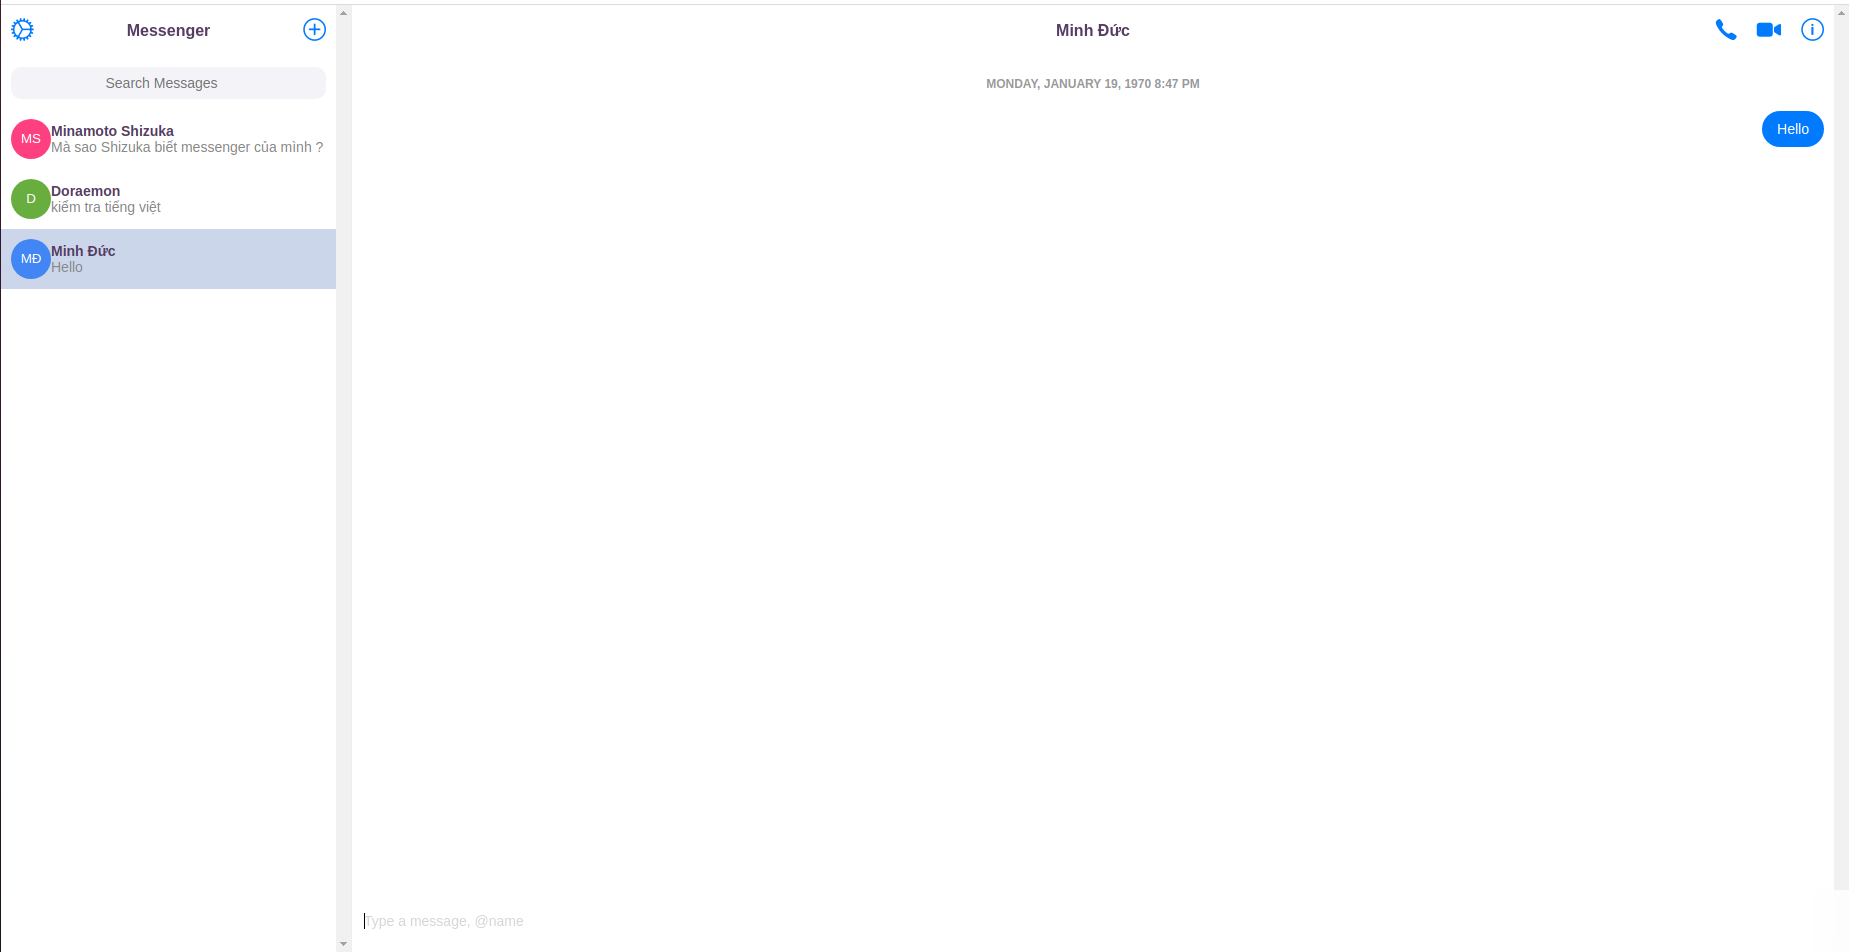 Messenger
Search Messages
MS
Minamoto Shizuka
Mà sao Shizuka biết messenger của mình ?
D
Doraemon
kiểm tra tiếng việt
MĐ
Minh Đức
Hello
Minh Đức
MONDAY, JANUARY 19, 1970 8:47 PM
Hello
Type a message, @name